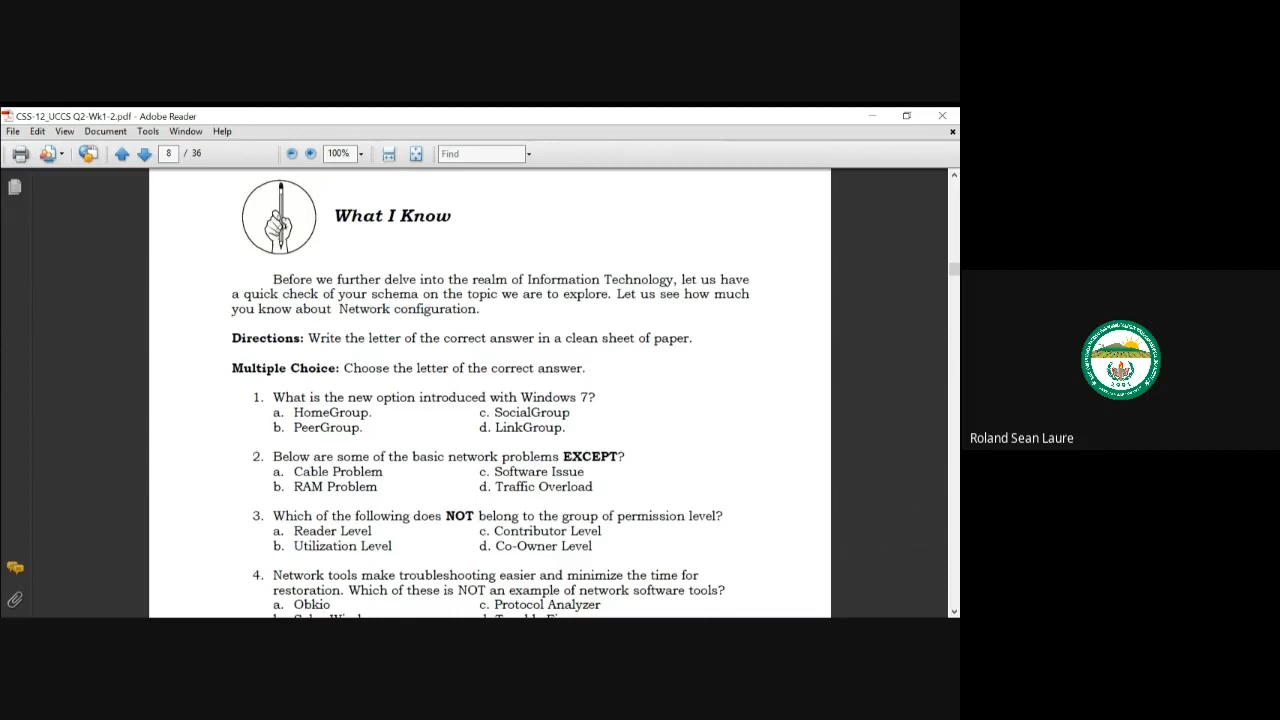 CSS-12_UCCS Q2-Wk1-2.pdf - Adobe Reader
File Edit View Document Tools Window Help
8 / 36 100% Find
What I Know
Before we further delve into the realm of Information Technology, let us have
a quick check of your schema on the topic we are to explore. Let us see how much
you know about Network configuration.
Directions: Write the letter of the correct answer in a clean sheet of paper.
Multiple Choice: Choose the letter of the correct answer.
1. What is the new option introduced with Windows 7?
a. HomeGroup. c. SocialGroup
b. PeerGroup. d. LinkGroup.
2. Below are some of the basic network problems EXCEPT?
a. Cable Problem c. Software Issue
b. RAM Problem d. Traffic Overload
3. Which of the following does NOT belong to the group of permission level?
a. Reader Level c. Contributor Level
b. Utilization Level d. Co-Owner Level
4. Network tools make troubleshooting easier and minimize the time for
restoration. Which of these is NOT an example of network software tools?
a. Obkio c. Protocol Analyzer
2001
Roland Sean Laure